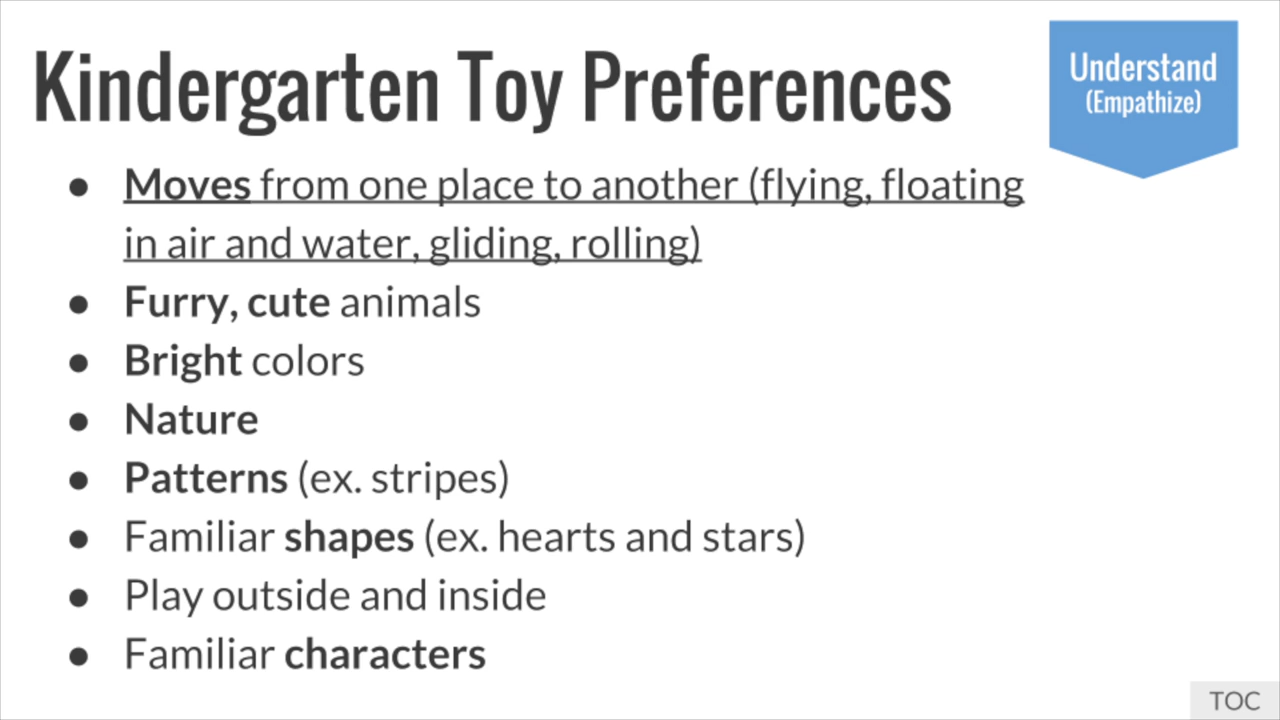 Kindergarten Toy Preferences
Understand
(Empathize)
● Moves from one place to another (flying, floating
in air and water, gliding, rolling)
● Furry, cute animals
● Bright colors
● Nature
● Patterns (ex. stripes)
● Familiar shapes (ex. hearts and stars)
● Play outside and inside
● Familiar characters
TOC